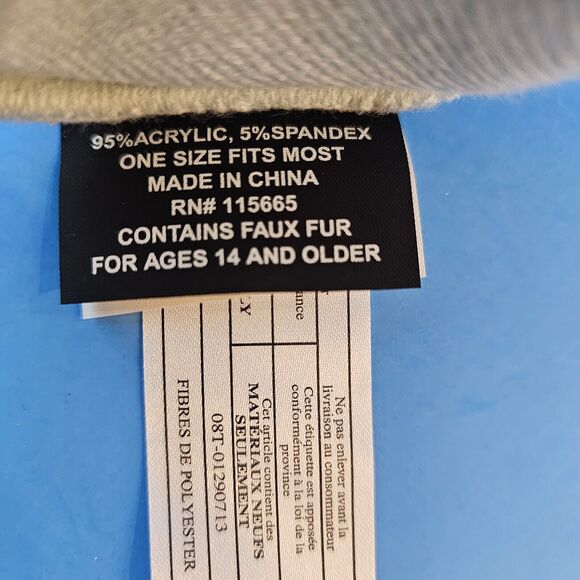 95%ACRYLIC, 5%SPANDEX
ONE SIZE FITS MOST
MADE IN CHINA
RN# 115665
CONTAINS FAUX FUR
FOR AGES 14 AND OLDER
Ne pas enlever avant la
livraison au consommateur
Cette étiquette est apposée
conformément à la loi de la
province
Cet article contient des
MATÉRIAUX NEUFS
SEULEMENT
08T-01290713
FIBRES DE POLYESTER